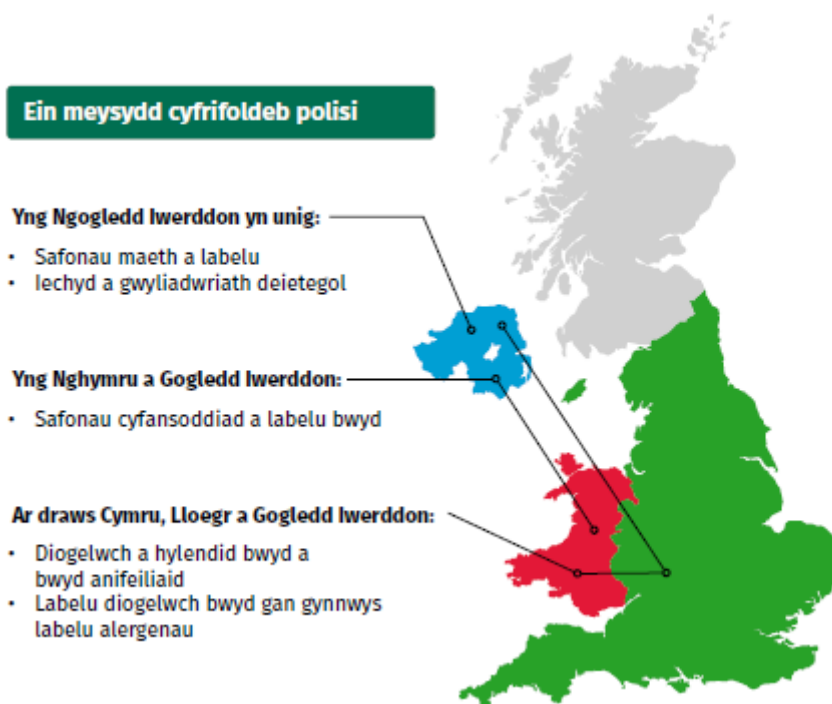 Ein meysydd cyfrifoldeb polisi
Yng Ngogledd Iwerddon yn unig:
• Safonau maeth a labelu
• Iechyd a gwyliadwriath deietegol
Yng Nghymru a Gogledd Iwerddon:
• Safonau cyfansoddiad a labelu bwyd
Ar draws Cymru, Lloegr a Gogledd Iwerddon:
• Diogelwch a hylendid bwyd a
bwyd anifeiliaid
• Labelu diogelwch bwyd gan gynnwys
labelu alergenau